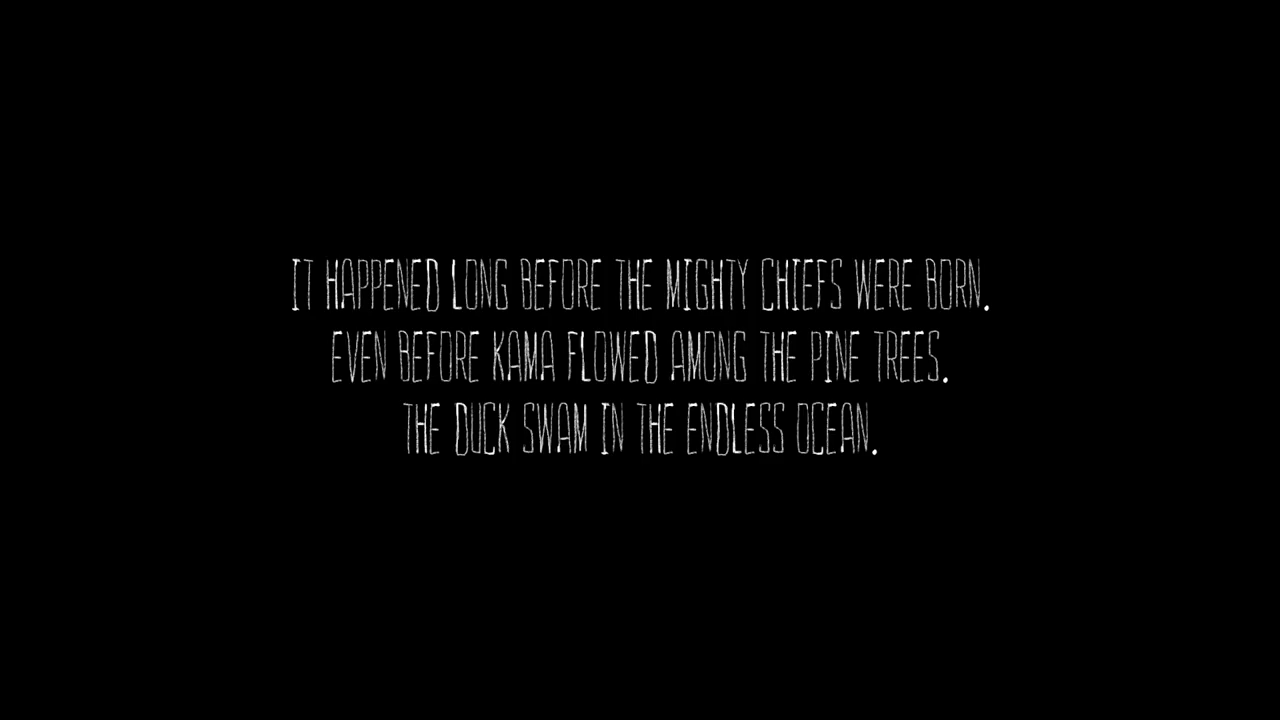 IT HAPPENED LONG BEFORE THE MIGHTY CHIEFS WERE BORN.
EVEN BEFORE KAMA FLOWED AMONG THE PINE TREES.
THE DUCK SWAM IN THE ENDLESS OCEAN.